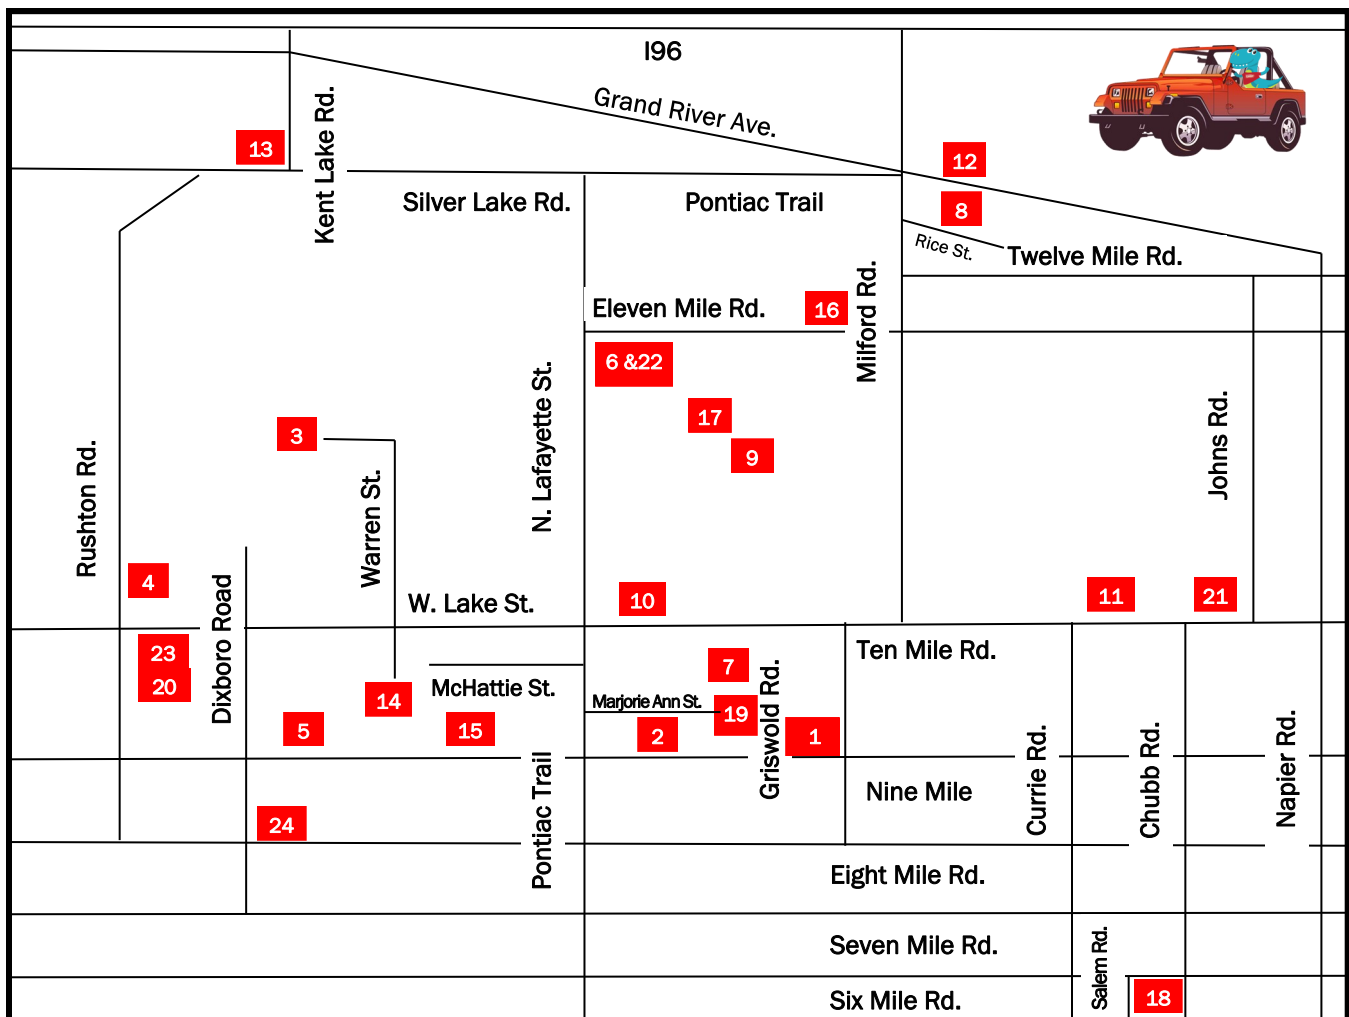 I96
Grand River Ave.
Kent Lake Rd.
13
12
Silver Lake Rd.
Pontiac Trail
8
Rice St.
Twelve Mile Rd.
Eleven Mile Rd.
16
Milford Rd.
6 &22
N. Lafayette St.
17
Johns Rd.
3
9
Rushton Rd.
Warren St.
4
Dixboro Road
W. Lake St.
10
11
21
23
20
7
Ten Mile Rd.
14
McHattie St.
Marjorie Ann St.
19
Griswold Rd.
5
15
2
1
Pontiac Trail
Nine Mile
Currie Rd.
Chubb Rd.
Napier Rd.
24
Eight Mile Rd.
Seven Mile Rd.
Salem Rd.
Six Mile Rd.
18